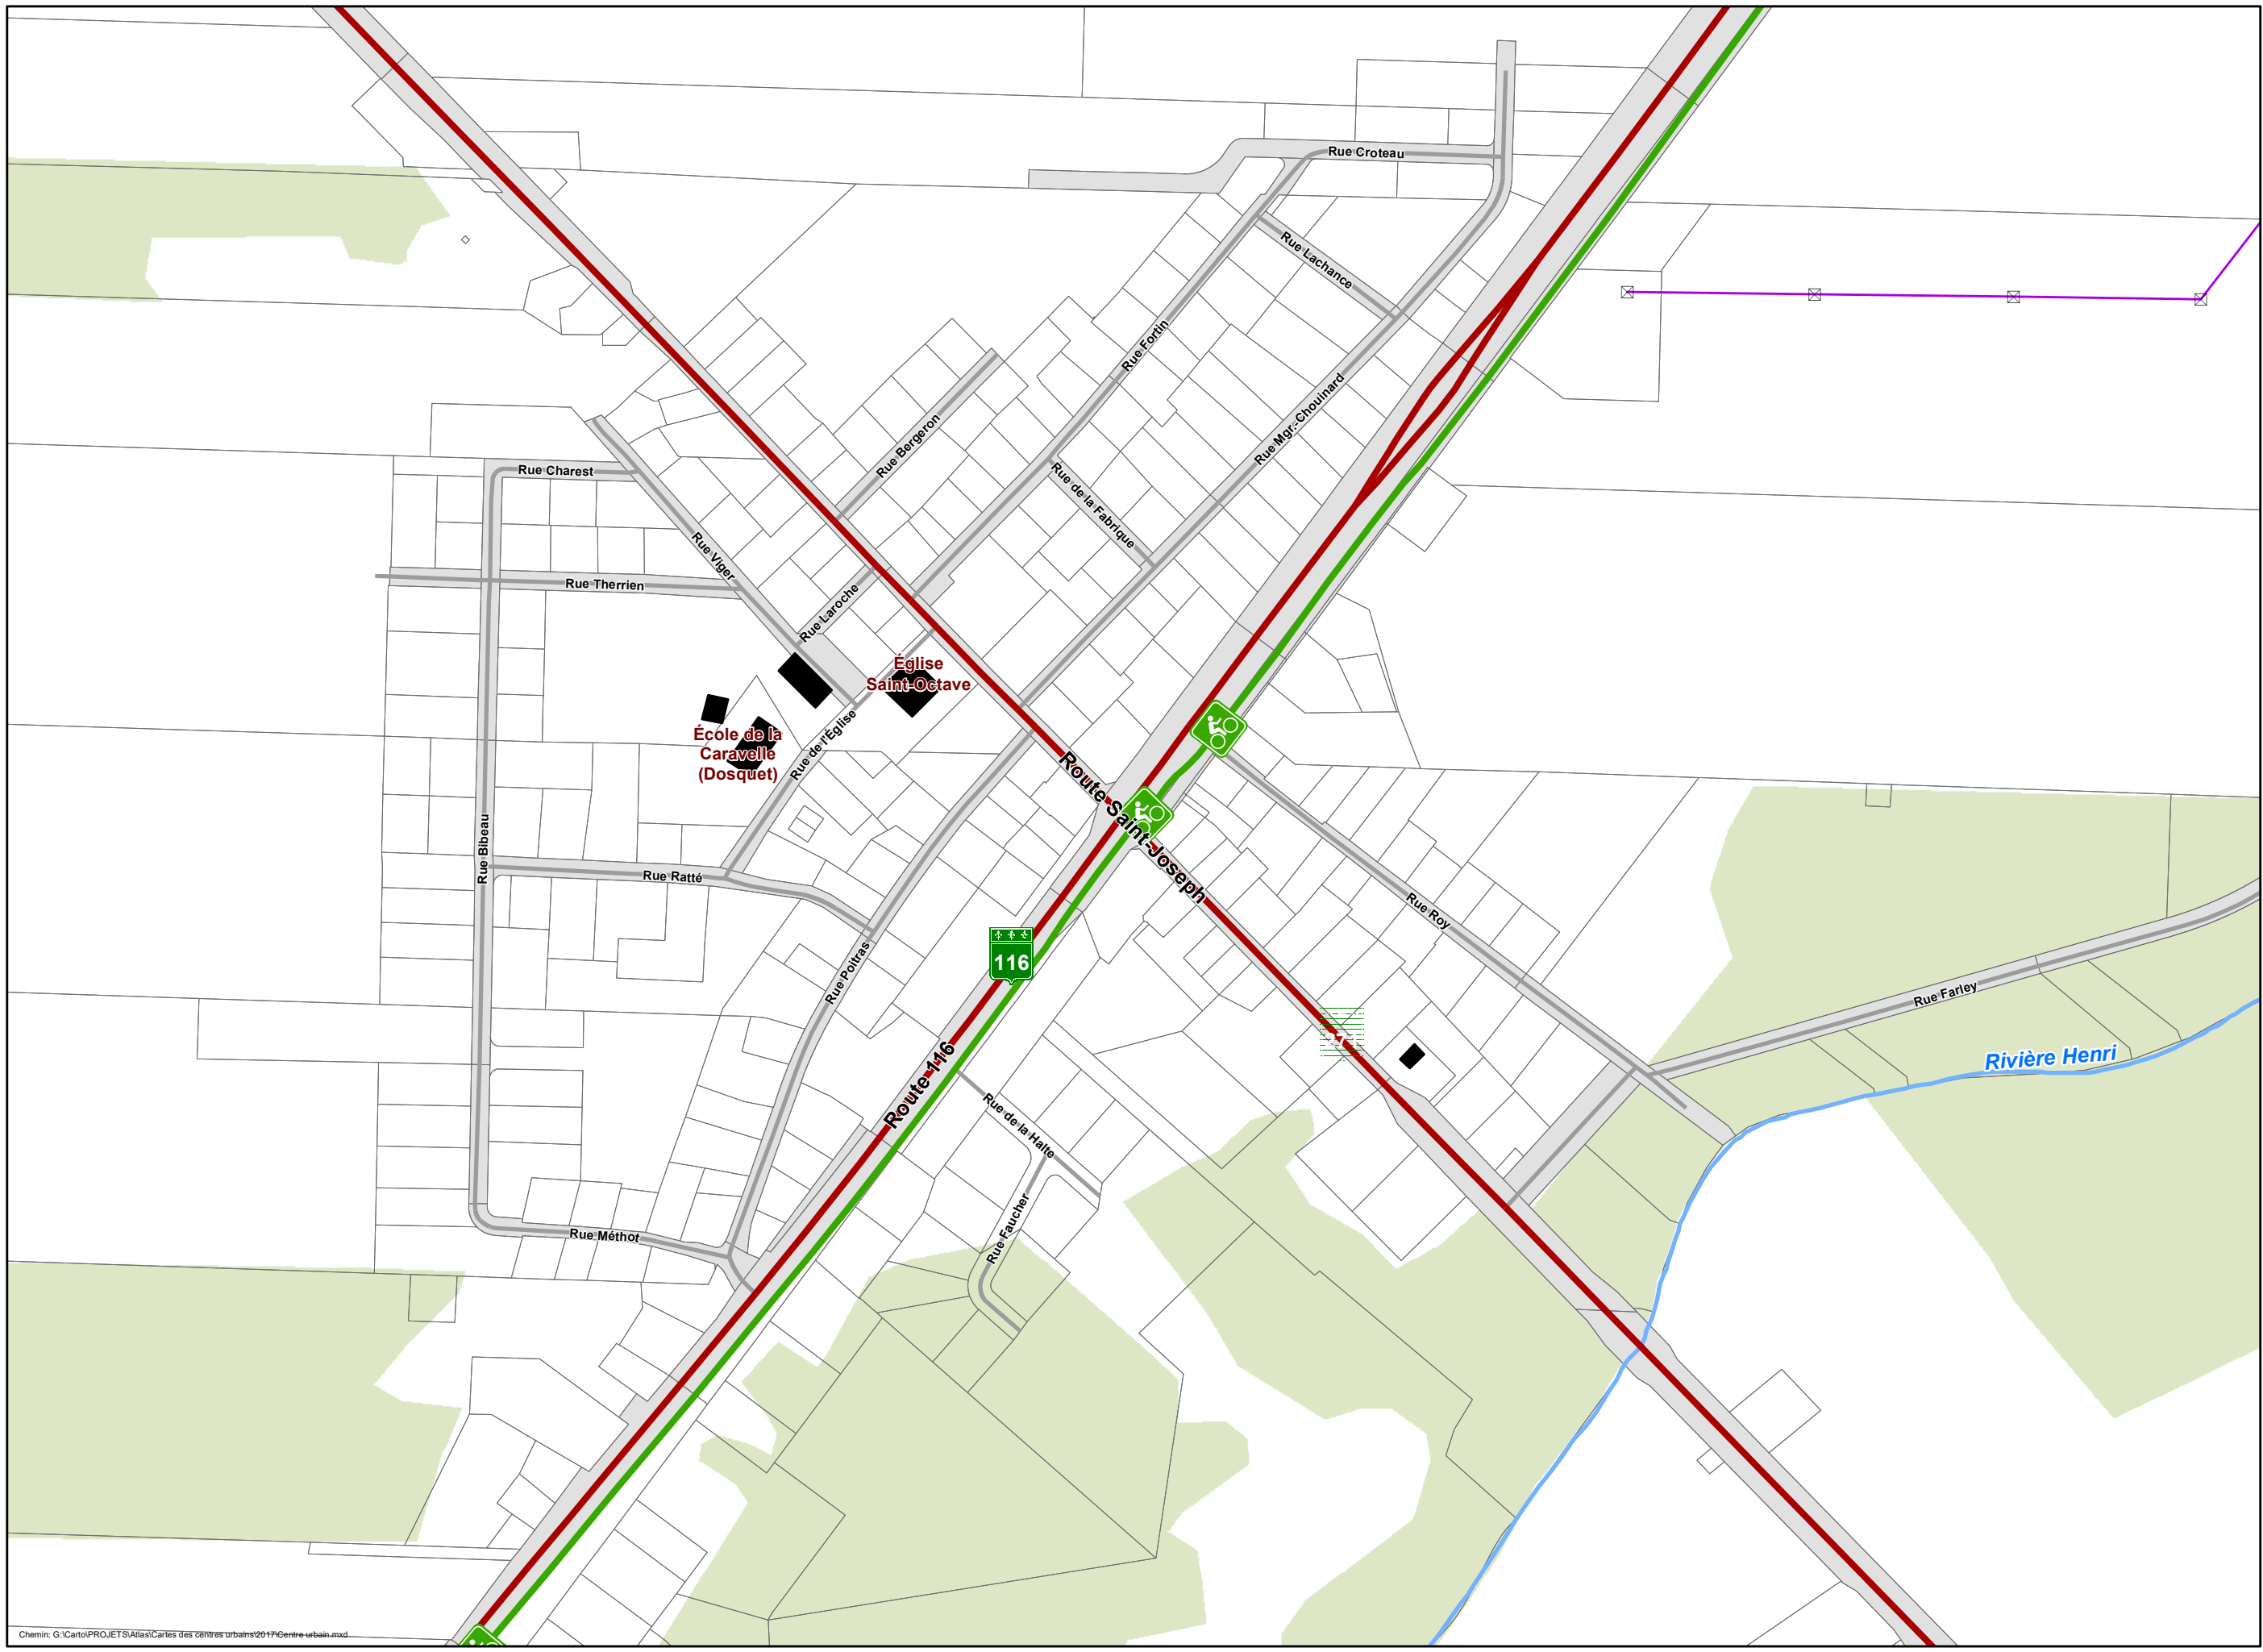 Rue Croteau
Rue Lachance
Rue Fortin
Rue Mgr.-Chouinard
Rue Bergeron
Rue Charest
Rue de la Fabrique
Rue Viger
Rue Therrien
Rue Laroche
Église
Saint-Octave
École de la
Caravelle
(Dosquet)
Rue de l'Église
Route Saint-Joseph
Rue Bibeau
Rue Ratté
Rue Roy
116
Rue Poitras
Rue Farley
Rivière Henri
Route 116
Rue de la Halte
Rue Faucher
Rue Méthot
Chemin: G:\Carto\PROJETS\Atlas\Cartes des centres urbains\2017\Centre urbain.mxd